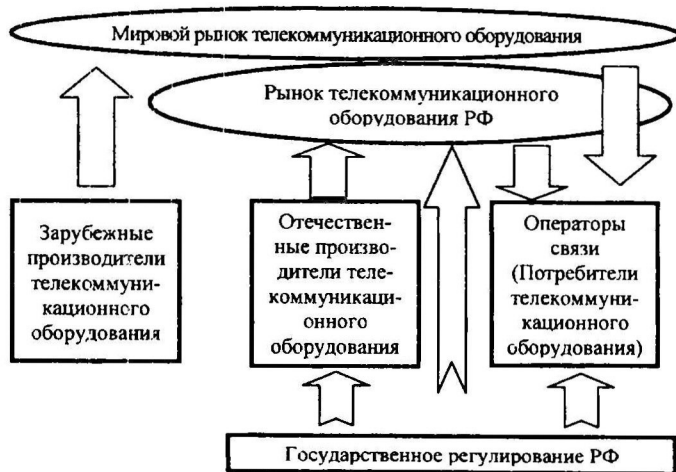 Мировой рынок телекоммуникационного оборудования
Рынок телекоммуникационного
оборудования РФ
Зарубежные
производители
телекоммуни-
кационного
оборудования
Отечествен-
ные произво-
дители теле-
коммуникаци-
онного
оборудования
Операторы
связи
(Потребители
телекоммуни-
кационного
оборудования)
Государственное регулирование РФ